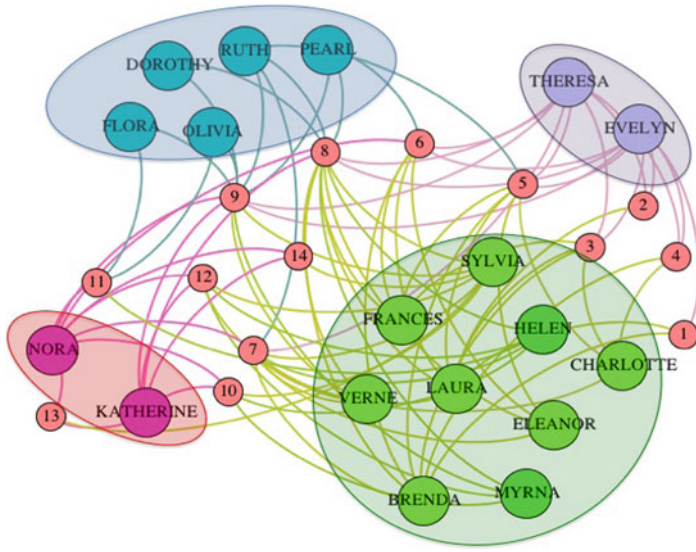 RUTH PEARL
DOROTHY
THERESA
FLORA OLIVIA
EVELYN
8 6
9 5
2
14 3
11 12 SYLVIA 4
FRANCES HELEN 1
NORA 7
CHARLOTTE
10 VERNE LAURA
13 KATHERINE
ELEANOR
BRENDA MYRNA